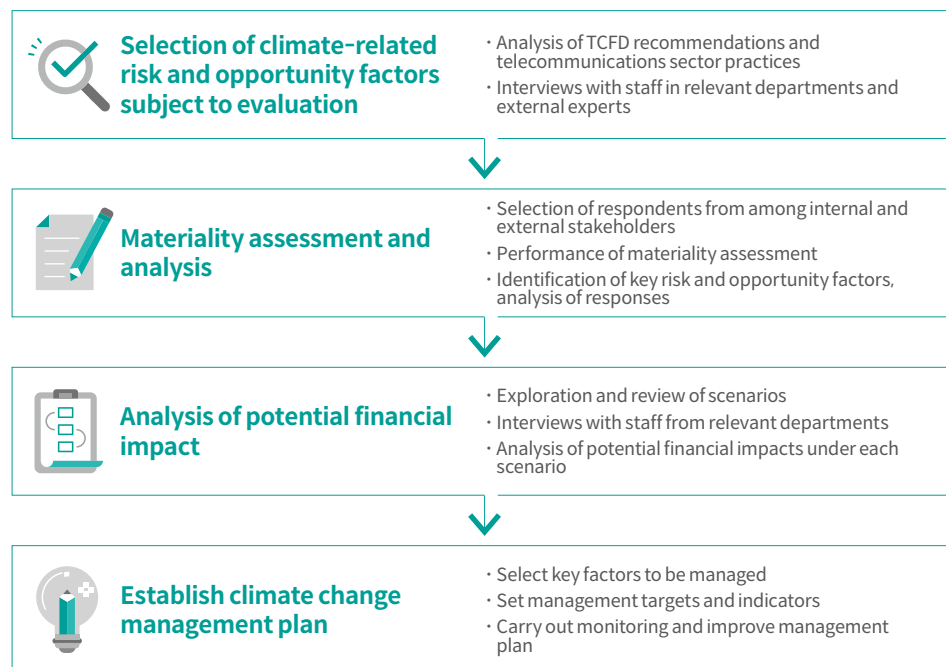 Selection of climate-related
risk and opportunity factors
subject to evaluation
· Analysis of TCFD recommendations and
telecommunications sector practices
· Interviews with staff in relevant departments and
external experts
Materiality assessment and
analysis
· Selection of respondents from among internal and
external stakeholders
· Performance of materiality assessment
· Identification of key risk and opportunity factors,
analysis of responses
Analysis of potential financial
impact
· Exploration and review of scenarios
· Interviews with staff from relevant departments
· Analysis of potential financial impacts under each
scenario
Establish climate change
management plan
· Select key factors to be managed
· Set management targets and indicators
· Carry out monitoring and improve management
plan